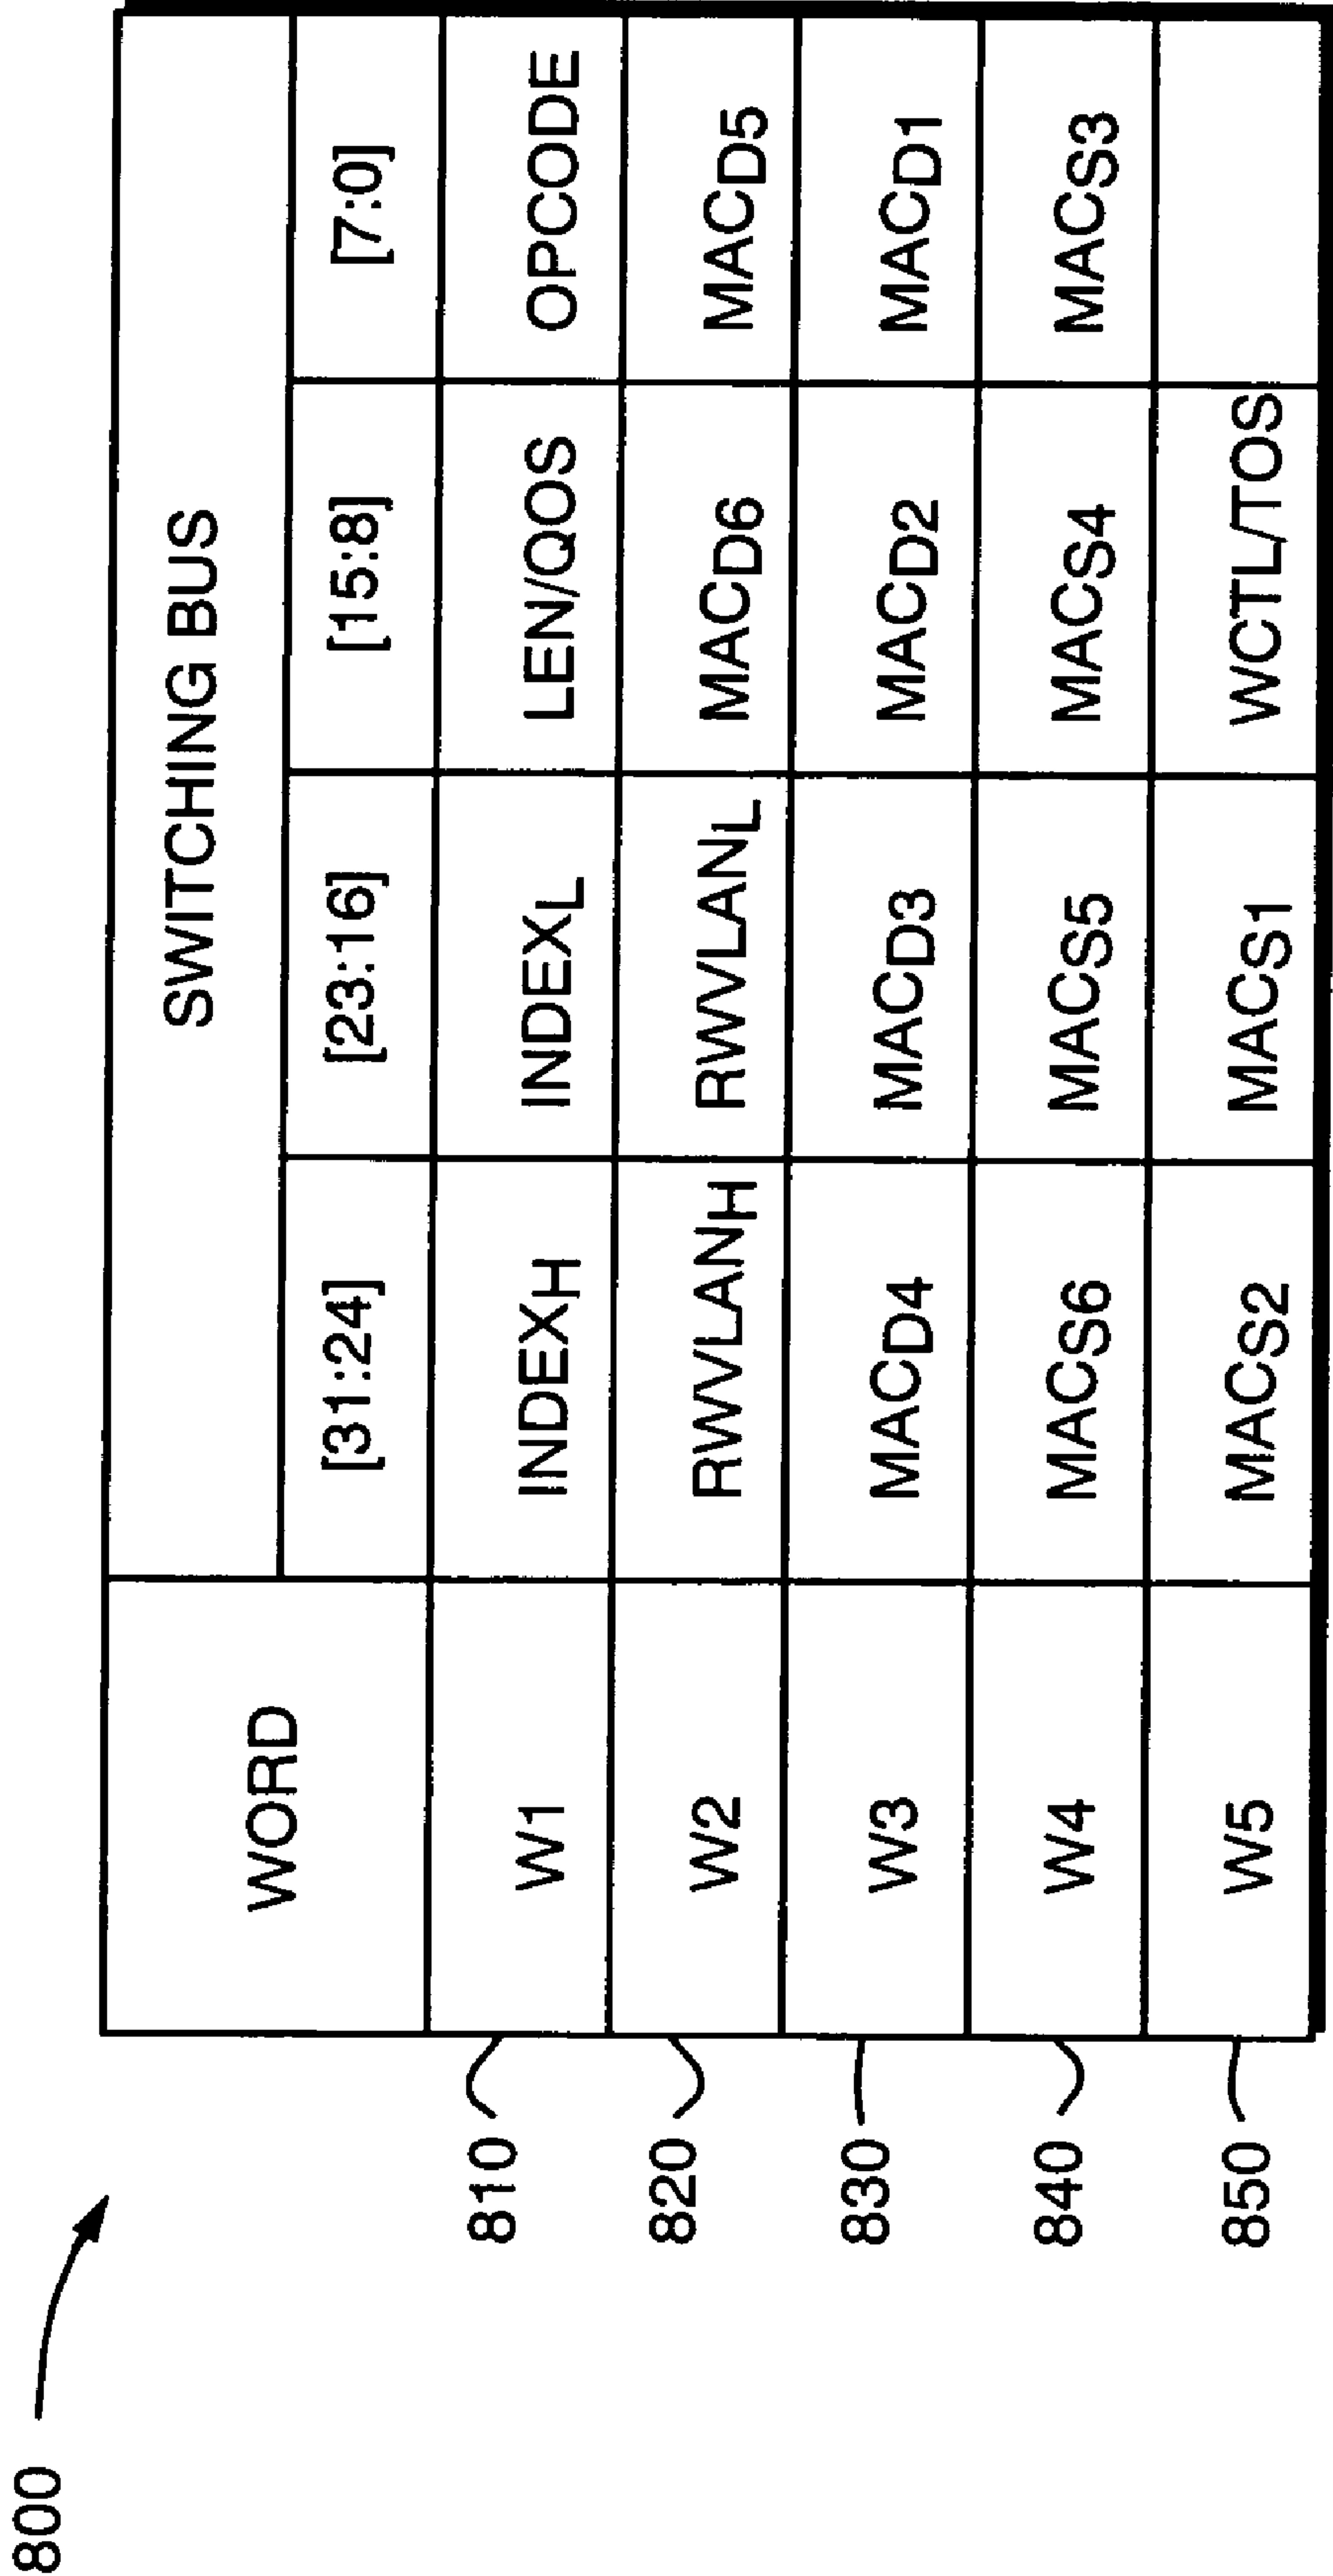 800
WORD SWITCHING BUS
[31:24] [23:16] [15:8] [7:0]
810 W1 INDEXH INDEXL LEN/QOS OPCODE
820 W2 RWVLANH RWVLANL MACD6 MACD5
830 W3 MACD4 MACD3 MACD2 MACD1
840 W4 MACS6 MACS5 MACS4 MACS3
850 W5 MACS2 MACS1 WCTL/TOS